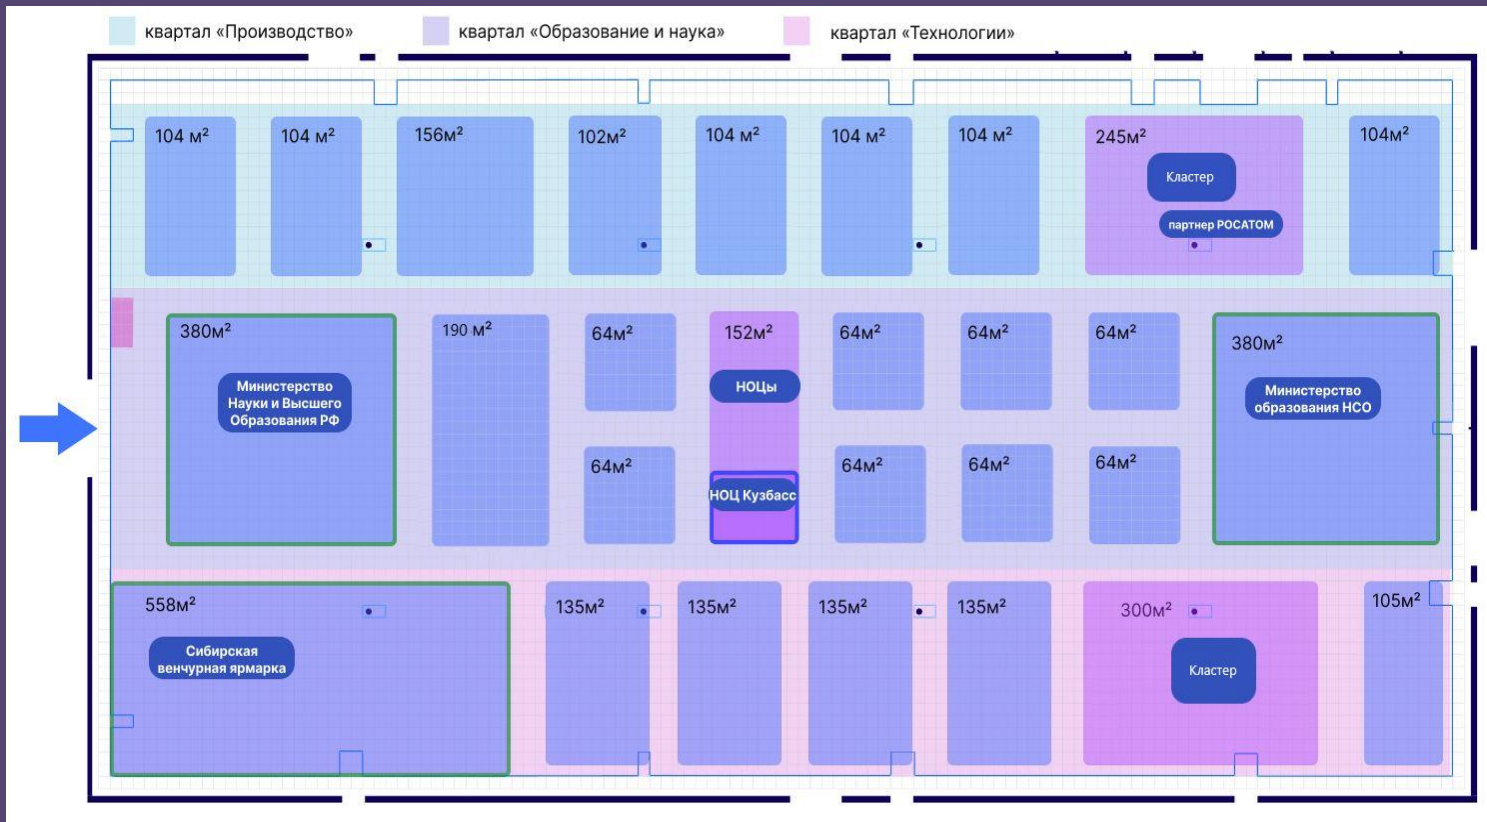 квартал «Производство»
квартал «Образование и наука»
квартал «Технологии»
104 м²
104 м²
156м²
102м²
104 м²
104 м²
104 м²
245м²
104м²
Кластер
партнер РОСАТОМ
380м²
190 м²
64м²
152м²
64м²
64м²
64м²
380м²
Министерство
Науки и Высшего
Образования РФ
НОЦы
Министерство
образования НСО
64м²
64м²
64м²
64м²
НОЦ Кузбасс
558м²
135м²
135м²
135м²
135м²
300м²
105м²
Сибирская
венчурная ярмарка
Кластер